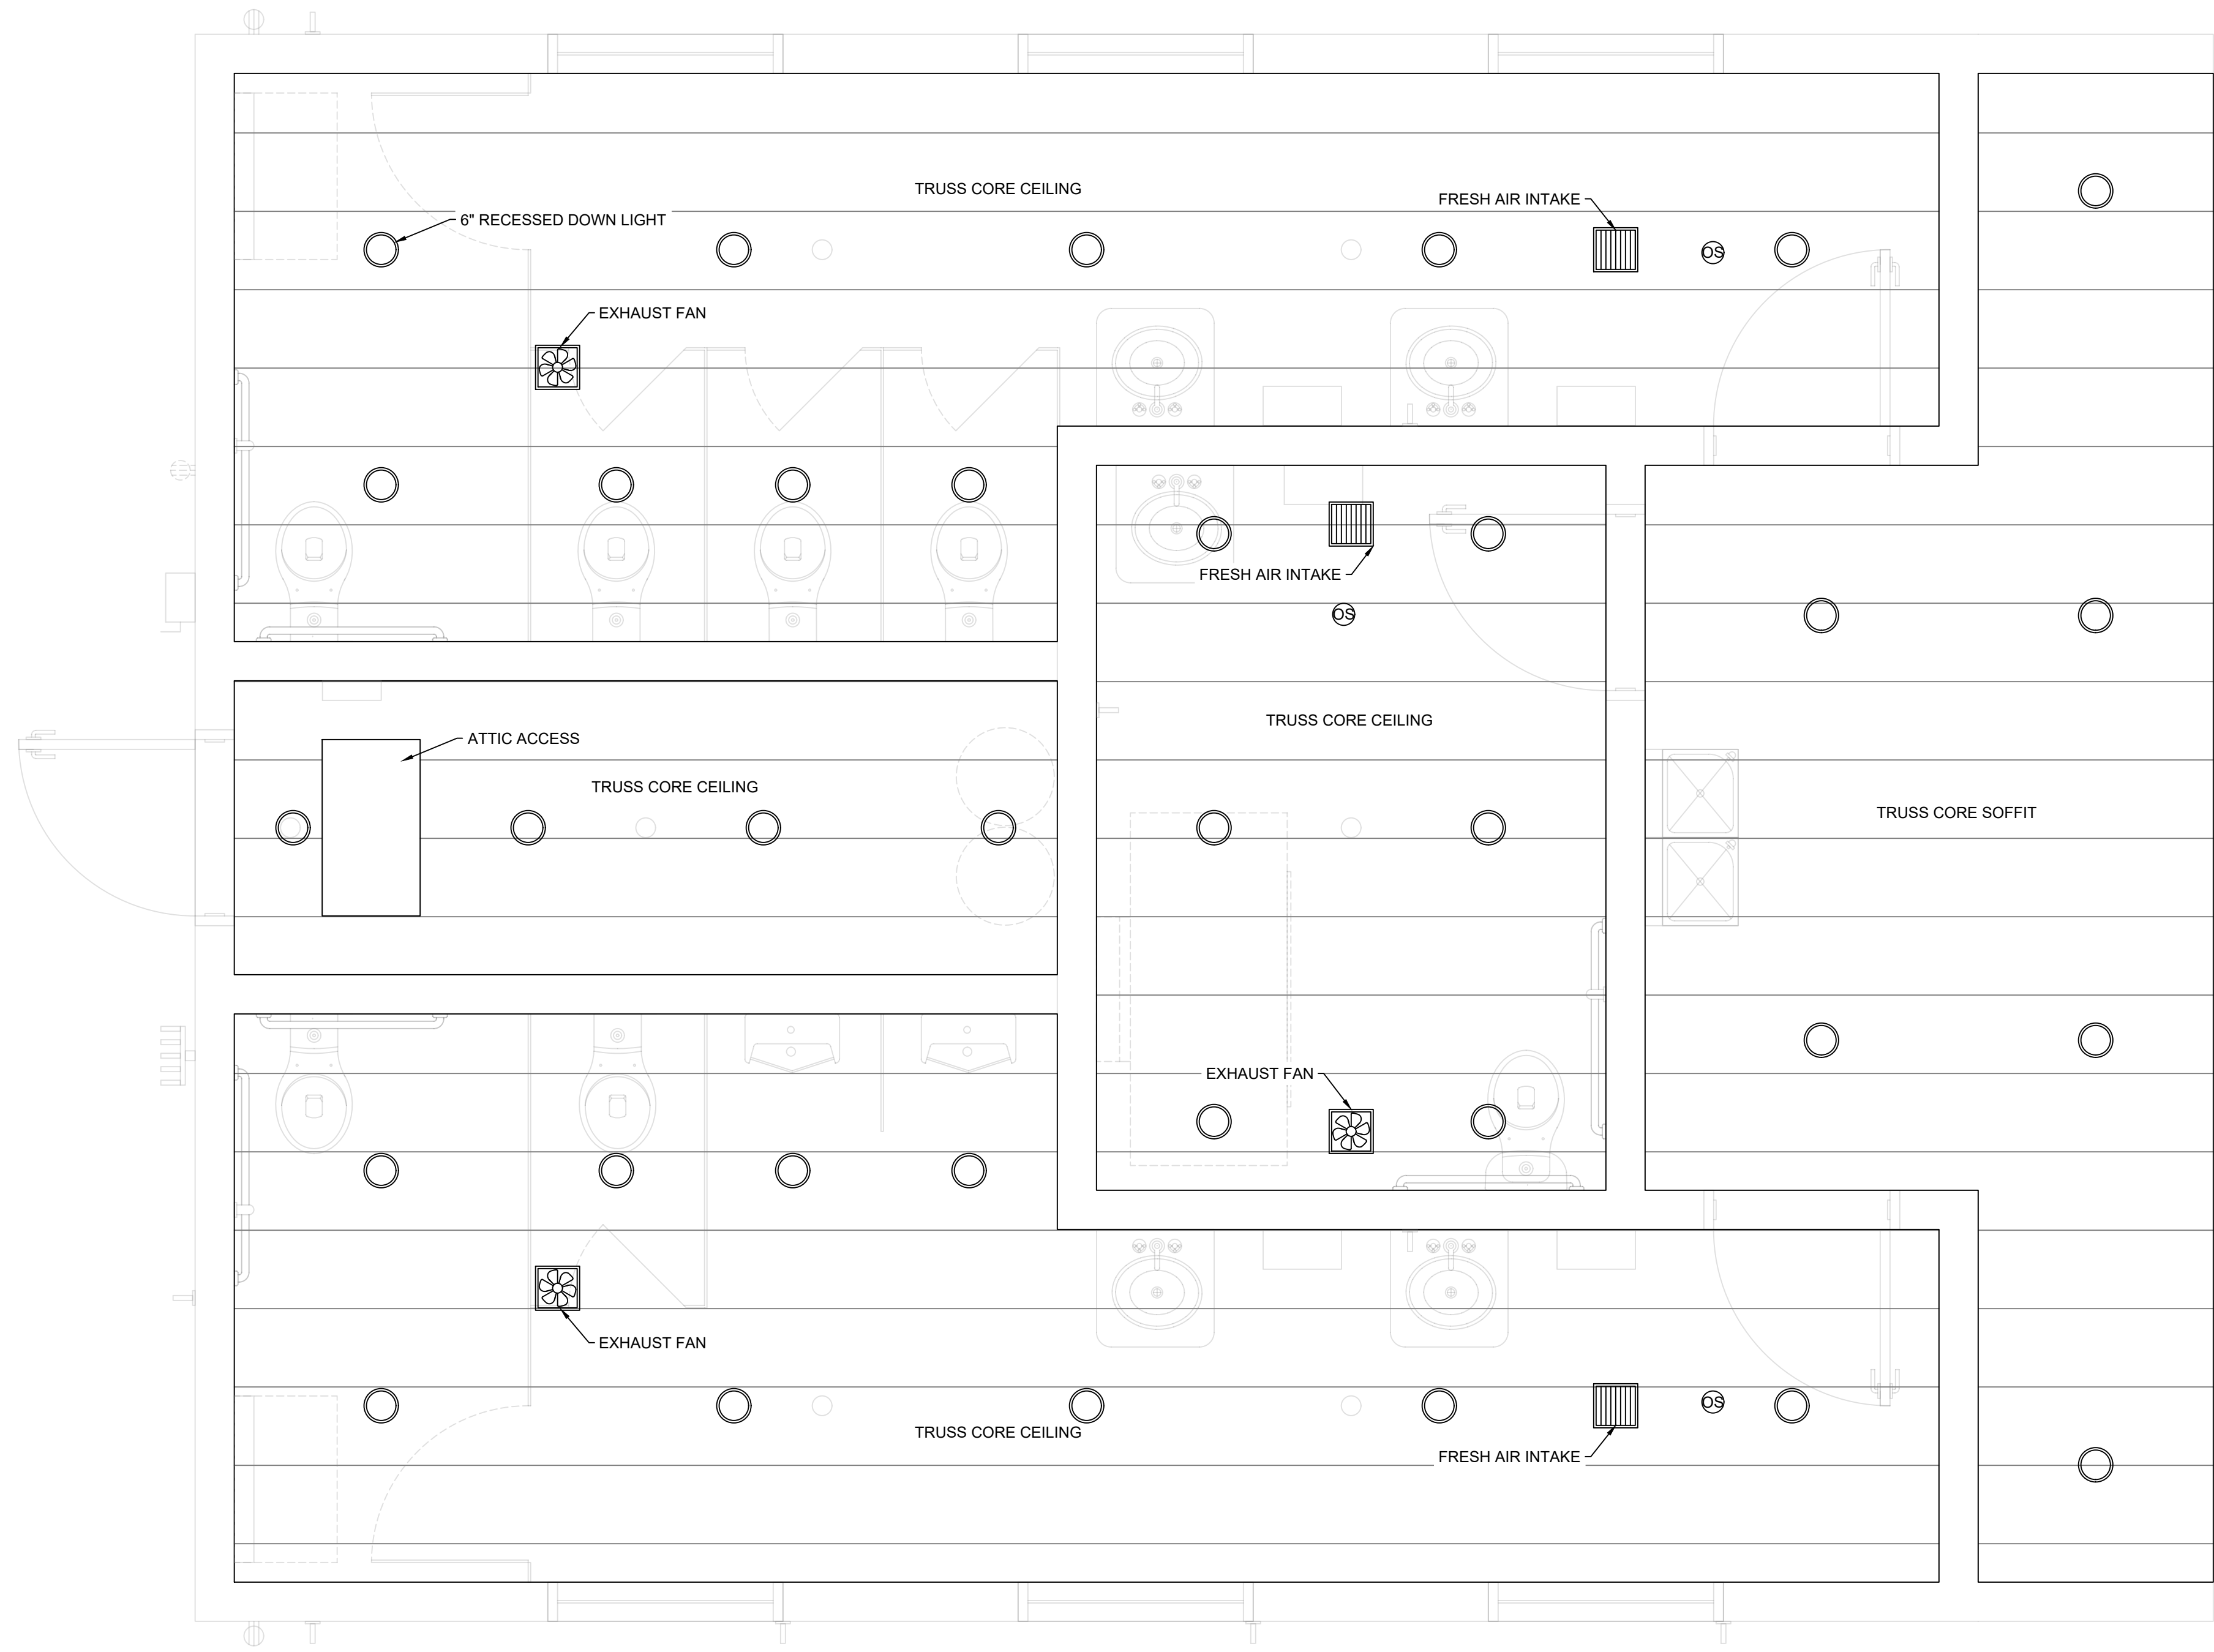 TRUSS CORE CEILING
FRESH AIR INTAKE
6" RECESSED DOWN LIGHT
OS
EXHAUST FAN
FRESH AIR INTAKE
OS
TRUSS CORE CEILING
ATTIC ACCESS
TRUSS CORE CEILING
TRUSS CORE SOFFIT
EXHAUST FAN
EXHAUST FAN
OS
TRUSS CORE CEILING
FRESH AIR INTAKE